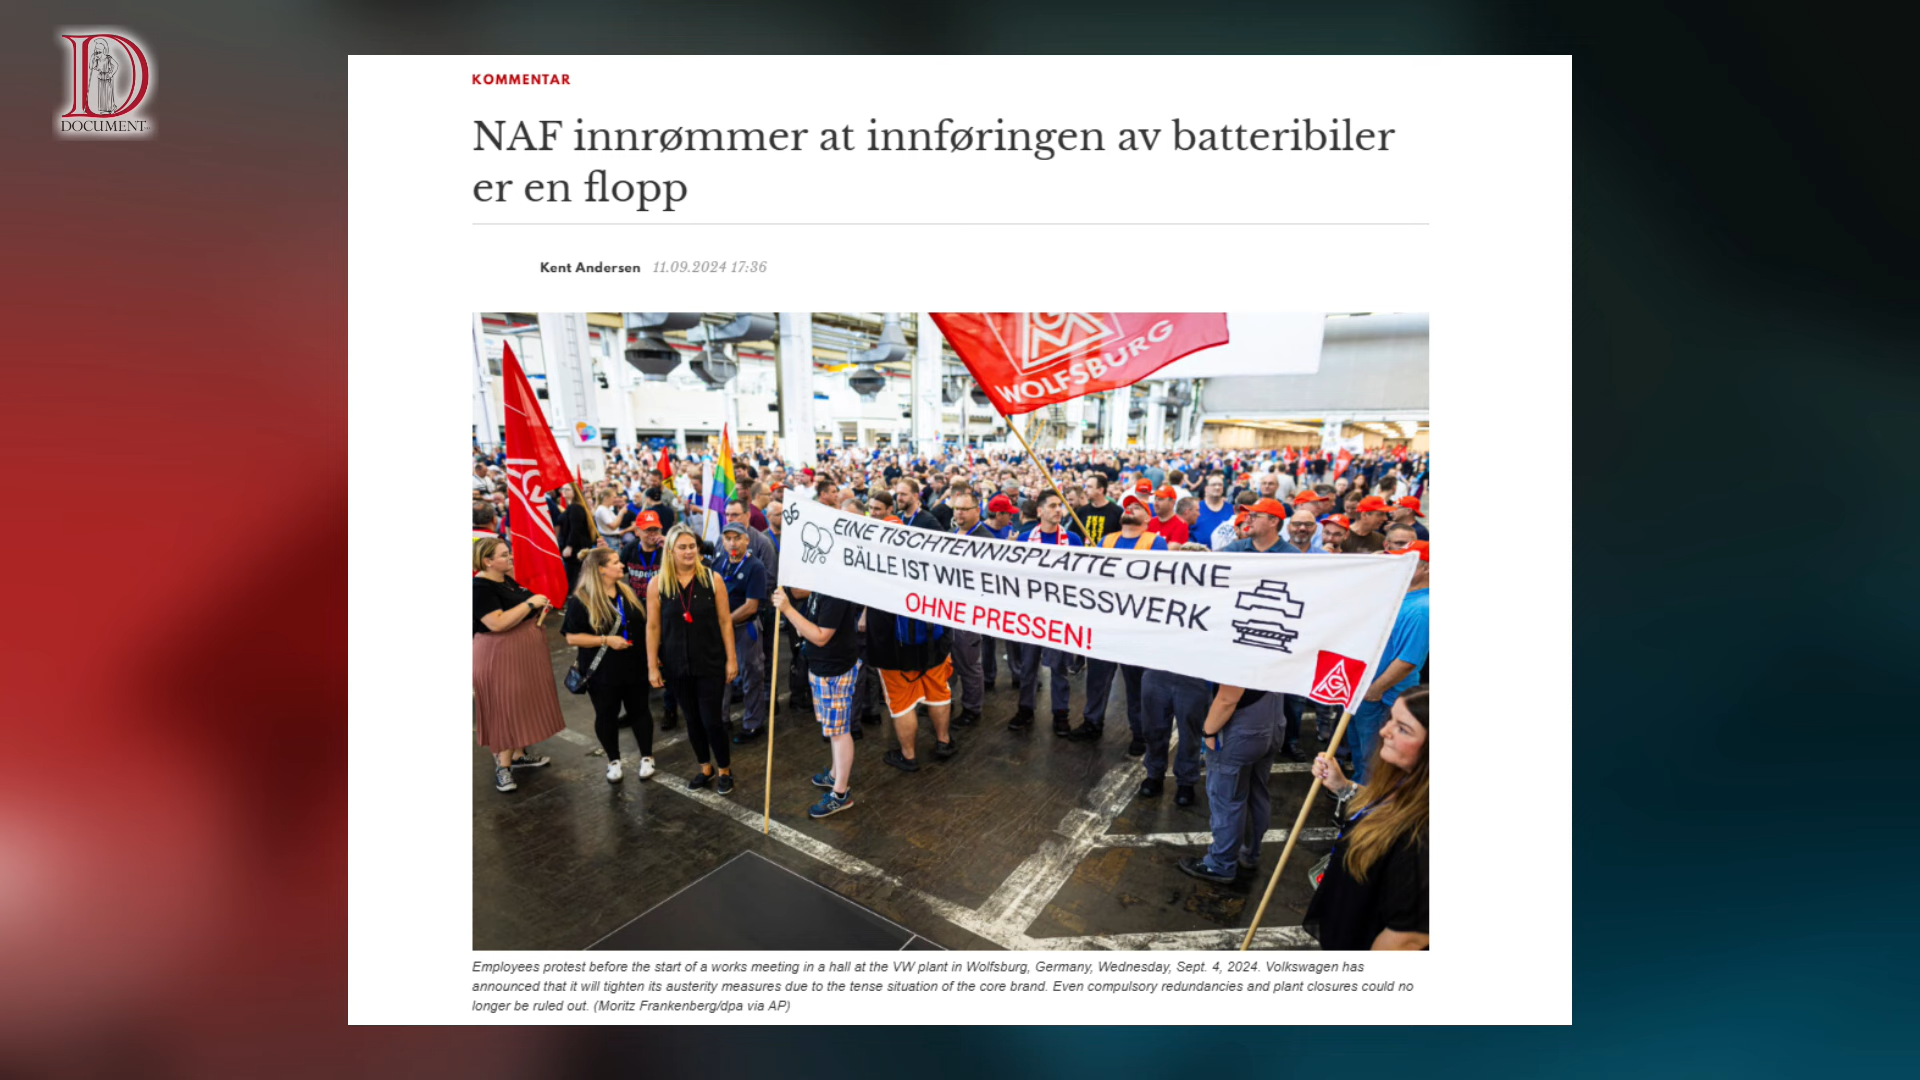 DOCUMENT
KOMMENTAR
NAF innrømmer at innføringen av batteribiler
er en flopp
Kent Andersen 11.09.2024 17:36
WOLFSBURG
B6
EINE TISCHTENNISPLATTE OHNE
BÄLLE IST WIE EIN PRESSWERK
OHNE PRESSEN!
Employees protest before the start of a works meeting in a hall at the VW plant in Wolfsburg, Germany, Wednesday, Sept. 4, 2024. Volkswagen has
announced that it will tighten its austerity measures due to the tense situation of the core brand. Even compulsory redundancies and plant closures could no
longer be ruled out. (Moritz Frankenberg/dpa via AP)